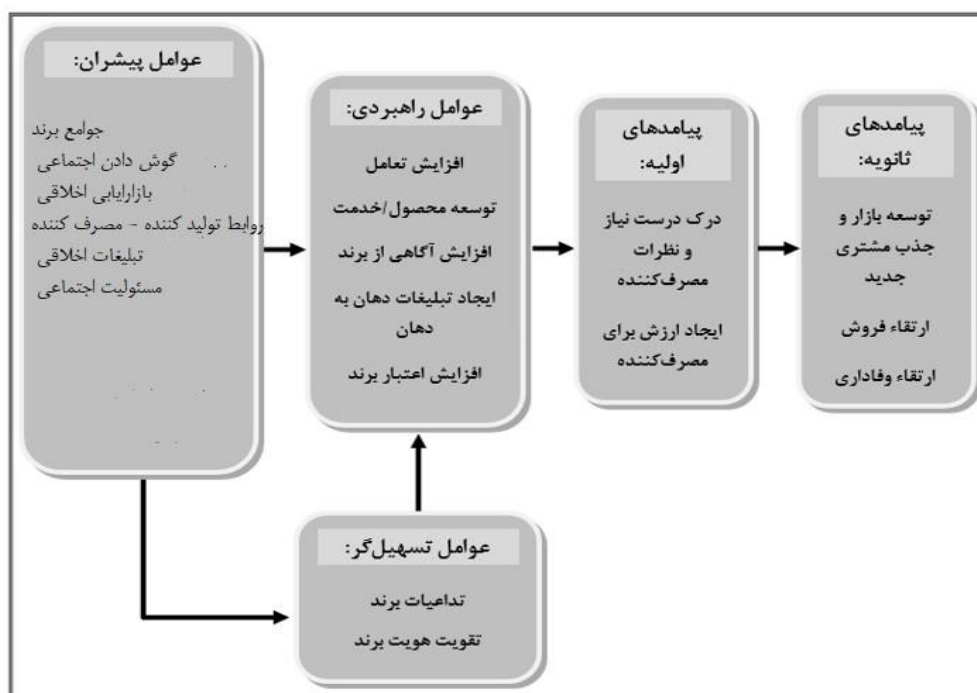 عوامل پیشران:
جوامع برند
گوش دادن اجتماعی
بازارایابی اخلاقی
روابط تولید کننده - مصرف کننده
تبلیغات اخلاقی
مسئولیت اجتماعی
عوامل راهبردی:
افزایش تعامل
توسعه محصول/خدمت
افزایش آگاهی از برند
ایجاد تبلیغات دهان به
دهان
افزایش اعتبار برند
پیامدهای
اولیه:
درک درست نیاز
و نظرات
مصرف‌کننده
ایجاد ارزش برای
مصرف‌کننده
پیامدهای
ثانویه:
توسعه بازار و
جذب مشتری
جدید
ارتقاء فروش
ارتقاء وفاداری
عوامل تسهیل‌گر:
تداعیات برند
تقویت هویت برند